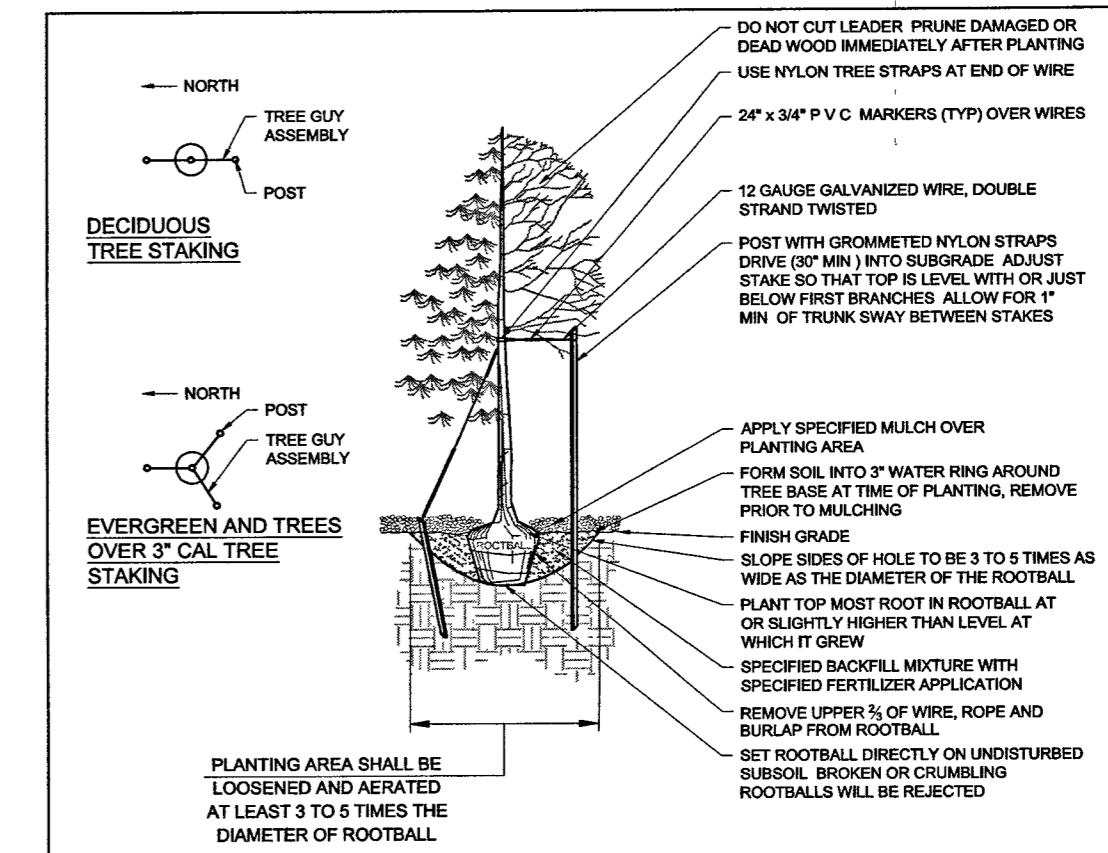 NORTH
TREE GUY
ASSEMBLY
POST
DECIDUOUS
TREE STAKING
NORTH
POST
TREE GUY
ASSEMBLY
EVERGREEN AND TREES
OVER 3" CAL TREE
STAKING
DO NOT CUT LEADER PRUNE DAMAGED OR
DEAD WOOD IMMEDIATELY AFTER PLANTING
USE NYLON TREE STRAPS AT END OF WIRE
24" x 3/4" P V C MARKERS (TYP) OVER WIRES
12 GAUGE GALVANIZED WIRE, DOUBLE
STRAND TWISTED
POST WITH GROMMETED NYLON STRAPS
DRIVE (30" MIN ) INTO SUBGRADE ADJUST
STAKE SO THAT TOP IS LEVEL WITH OR JUST
BELOW FIRST BRANCHES ALLOW FOR 1"
MIN OF TRUNK SWAY BETWEEN STAKES
APPLY SPECIFIED MULCH OVER
PLANTING AREA
FORM SOIL INTO 3" WATER RING AROUND
TREE BASE AT TIME OF PLANTING, REMOVE
PRIOR TO MULCHING
FINISH GRADE
SLOPE SIDES OF HOLE TO BE 3 TO 5 TIMES AS
WIDE AS THE DIAMETER OF THE ROOTBALL
PLANT TOP MOST ROOT IN ROOTBALL AT
OR SLIGHTLY HIGHER THAN LEVEL AT
WHICH IT GREW
SPECIFIED BACKFILL MIXTURE WITH
SPECIFIED FERTILIZER APPLICATION
REMOVE UPPER ⅔ OF WIRE, ROPE AND
BURLAP FROM ROOTBALL
SET ROOTBALL DIRECTLY ON UNDISTURBED
SUBSOIL BROKEN OR CRUMBLING
ROOTBALLS WILL BE REJECTED
ROOTBAL
PLANTING AREA SHALL BE
LOOSENED AND AERATED
AT LEAST 3 TO 5 TIMES THE
DIAMETER OF ROOTBALL